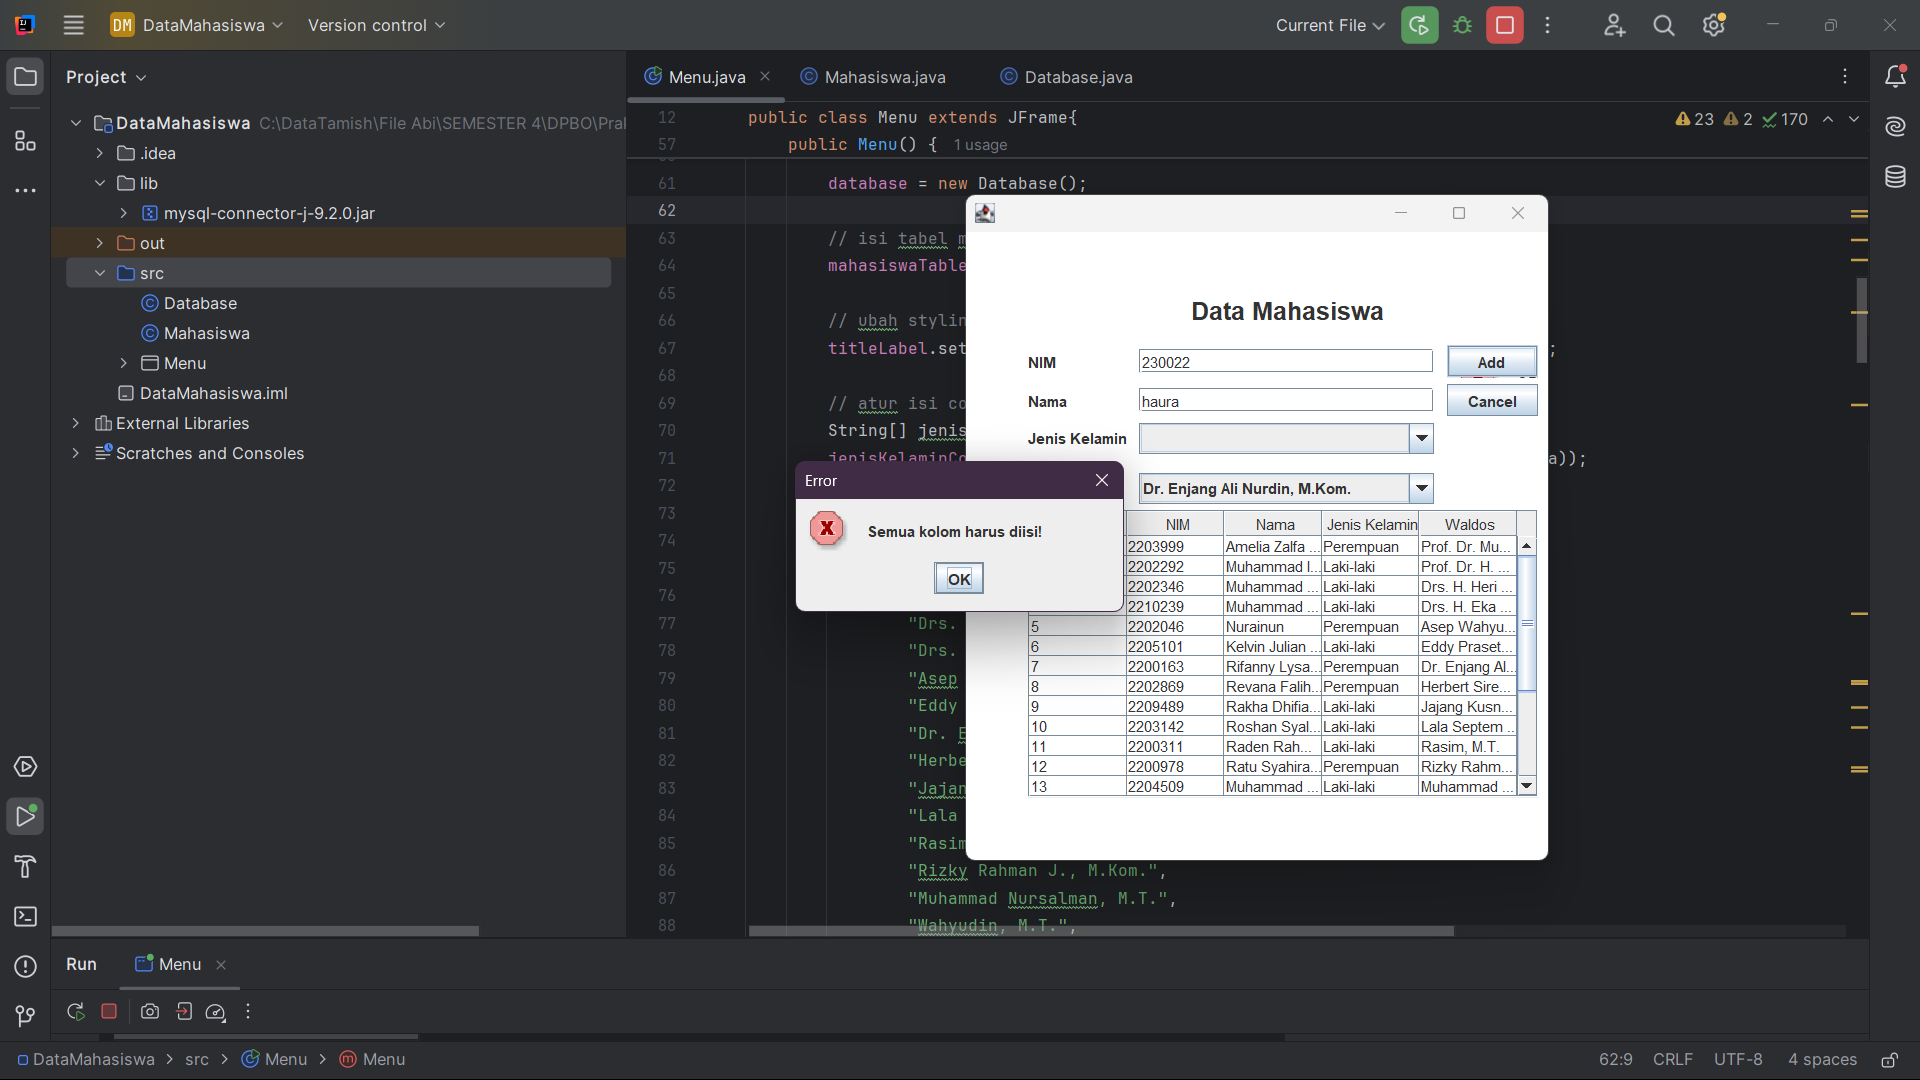 DM DataMahasiswa Version control Current File
Project
Menu.java Mahasiswa.java Database.java
DataMahasiswa C:\DataTamish\File Abi\SEMESTER 4\DPBO\Pra
.idea
lib
mysql-connector-j-9.2.0.jar
out
src
Database
Mahasiswa
Menu
DataMahasiswa.iml
External Libraries
Scratches and Consoles
12 public class Menu extends JFrame{
23 2 170
57 public Menu() { 1 usage
61 database = new Database();
62
63 // isi tabel m
64 mahasiswaTable
65
66 // ubah stylin
67 titleLabel.set ;
68
69 // atur isi co
70 String[] jenis
71 jenisKelaminCo a));
72
73
74
75
76
77 "Drs.
78 "Drs.
79 "Asep
80 "Eddy
81 "Dr. E
82 "Herbe
83 "Jajan
84 "Lala
85 "Rasim
86 "Rizky Rahman J., M.Kom.",
87 "Muhammad Nursalman, M.T.",
88 "Wahyudin, M.T.",
Data Mahasiswa
NIM 230022 Add
Nama haura Cancel
Jenis Kelamin
Dr. Enjang Ali Nurdin, M.Kom.
Error
Semua kolom harus diisi!
OK
NIM Nama Jenis Kelamin Waldos
2203999 Amelia Zalfa ... Perempuan Prof. Dr. Mu...
2202292 Muhammad I... Laki-laki Prof. Dr. H. ...
2202346 Muhammad ... Laki-laki Drs. H. Heri ...
2210239 Muhammad ... Laki-laki Drs. H. Eka ...
5 2202046 Nurainun Perempuan Asep Wahyu...
6 2205101 Kelvin Julian ... Laki-laki Eddy Praset...
7 2200163 Rifanny Lysa... Perempuan Dr. Enjang Al...
8 2202869 Revana Falih... Perempuan Herbert Sire...
9 2209489 Rakha Dhifia... Laki-laki Jajang Kusn...
10 2203142 Roshan Syal... Laki-laki Lala Septem ...
11 2200311 Raden Rah... Laki-laki Rasim, M.T.
12 2200978 Ratu Syahira... Perempuan Rizky Rahm...
13 2204509 Muhammad ... Laki-laki Muhammad ...
Run Menu
DataMahasiswa > src > Menu > Menu
62:9 CRLF UTF-8 4 spaces